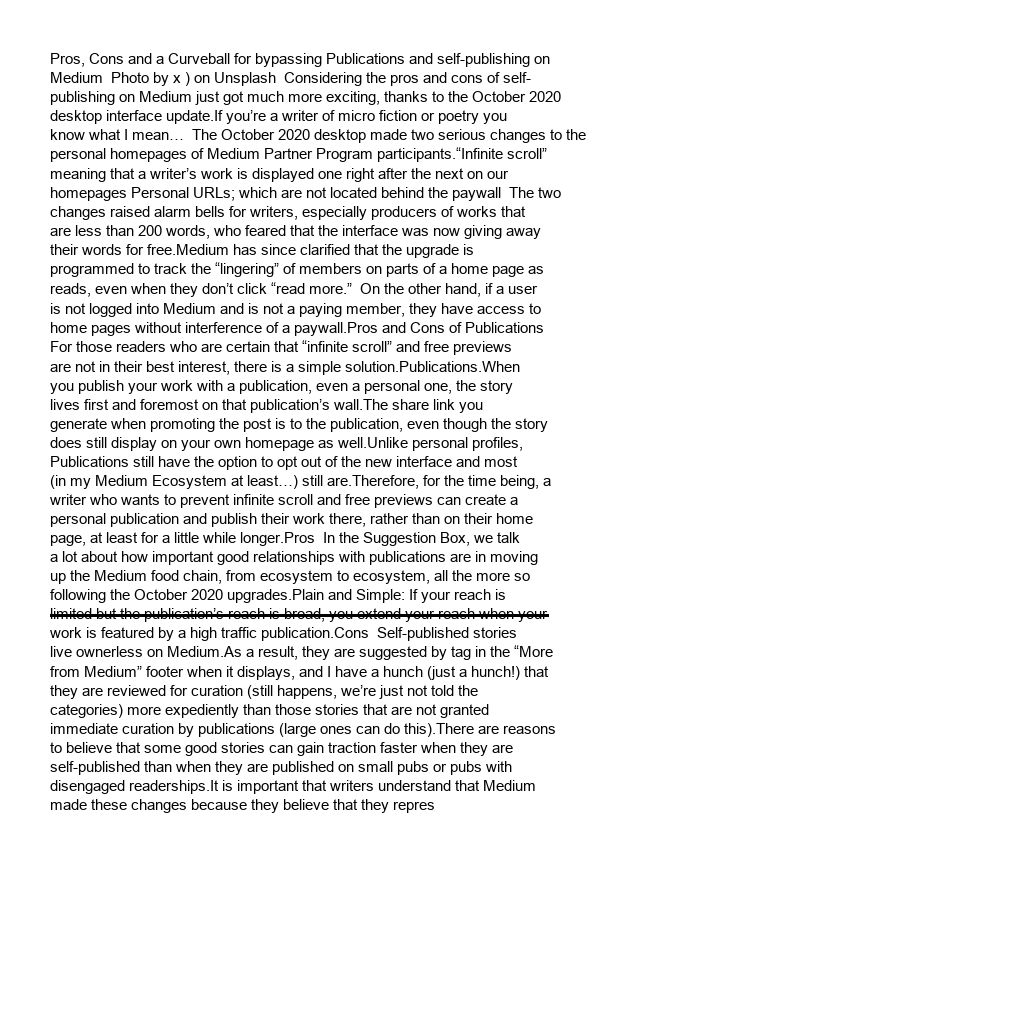 Pros, Cons and a Curveball for bypassing Publications and self-publishing on
Medium  Photo by x ) on Unsplash  Considering the pros and cons of self-
publishing on Medium just got much more exciting, thanks to the October 2020
desktop interface update.If you’re a writer of micro fiction or poetry you
know what I mean…  The October 2020 desktop made two serious changes to the
personal homepages of Medium Partner Program participants.“Infinite scroll”
meaning that a writer’s work is displayed one right after the next on our
homepages Personal URLs; which are not located behind the paywall  The two
changes raised alarm bells for writers, especially producers of works that
are less than 200 words, who feared that the interface was now giving away
their words for free.Medium has since clarified that the upgrade is
programmed to track the “lingering” of members on parts of a home page as
reads, even when they don’t click “read more.”  On the other hand, if a user
is not logged into Medium and is not a paying member, they have access to
home pages without interference of a paywall.Pros and Cons of Publications
For those readers who are certain that “infinite scroll” and free previews
are not in their best interest, there is a simple solution.Publications.When
you publish your work with a publication, even a personal one, the story
lives first and foremost on that publication’s wall.The share link you
generate when promoting the post is to the publication, even though the story
does still display on your own homepage as well.Unlike personal profiles,
Publications still have the option to opt out of the new interface and most
(in my Medium Ecosystem at least…) still are.Therefore, for the time being, a
writer who wants to prevent infinite scroll and free previews can create a
personal publication and publish their work there, rather than on their home
page, at least for a little while longer.Pros  In the Suggestion Box, we talk
a lot about how important good relationships with publications are in moving
up the Medium food chain, from ecosystem to ecosystem, all the more so
following the October 2020 upgrades.Plain and Simple: If your reach is
limited but the publication’s reach is broad, you extend your reach when your
work is featured by a high traffic publication.Cons  Self-published stories
live ownerless on Medium.As a result, they are suggested by tag in the “More
from Medium” footer when it displays, and I have a hunch (just a hunch!) that
they are reviewed for curation (still happens, we’re just not told the
categories) more expediently than those stories that are not granted
immediate curation by publications (large ones can do this).There are reasons
to believe that some good stories can gain traction faster when they are
self-published than when they are published on small pubs or pubs with
disengaged readerships.It is important that writers understand that Medium
made these changes because they believe that they repres